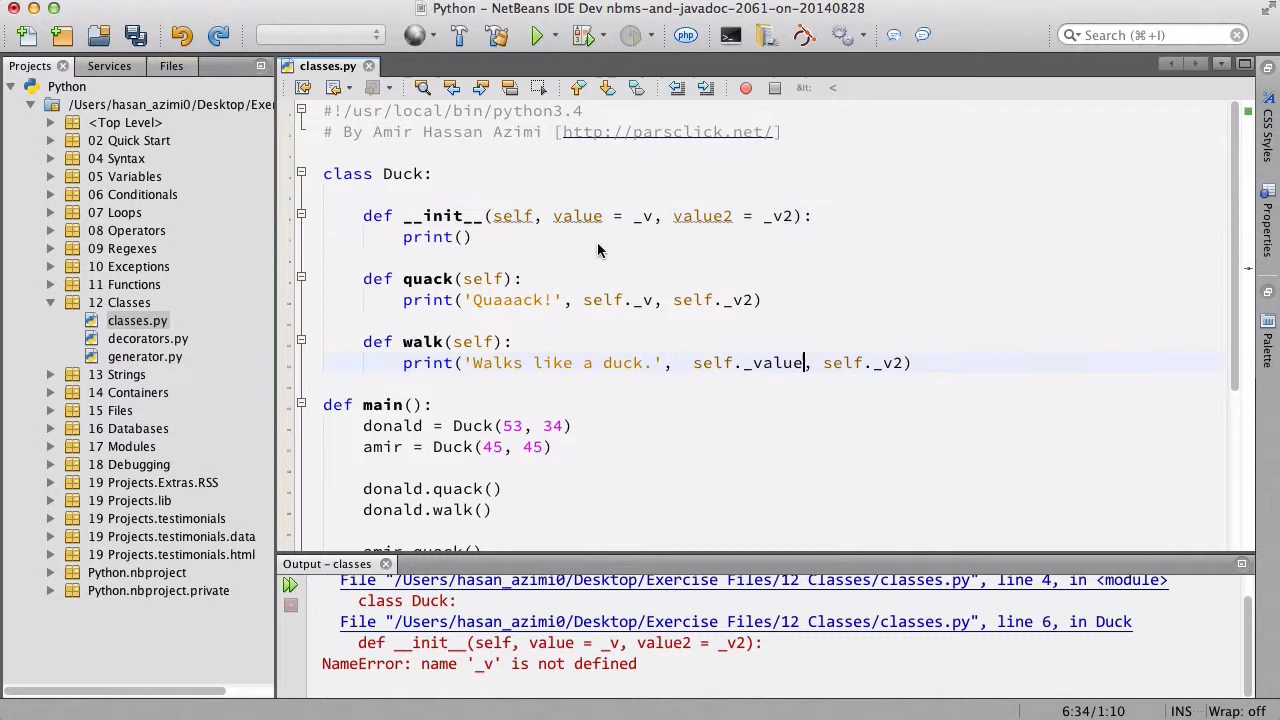 Python - NetBeans IDE Dev nbms-and-javadoc-2061-on-20140828
php
Search (⌘+I)
Projects
Services
Files
classes.py
Python
/Users/hasan_azimi0/Desktop/Exer
<Top Level>
02 Quick Start
04 Syntax
05 Variables
06 Conditionals
07 Loops
08 Operators
09 Regexes
10 Exceptions
11 Functions
12 Classes
classes.py
decorators.py
generator.py
13 Strings
14 Containers
15 Files
16 Databases
17 Modules
18 Debugging
19 Projects.Extras.RSS
19 Projects.lib
19 Projects.testimonials
19 Projects.testimonials.data
19 Projects.testimonials.html
Python.nbproject
Python.nbproject.private
&lt:
<
#!/usr/local/bin/python3.4
# By Amir Hassan Azimi [http://parsclick.net/]
class Duck:
def __init__(self, value = _v, value2 = _v2):
print()
def quack(self):
print('Quaaack!', self._v, self._v2)
def walk(self):
print('Walks like a duck.',  self._value, self._v2)
def main():
donald = Duck(53, 34)
amir = Duck(45, 45)
donald.quack()
donald.walk()
amir.quack()
CSS Styles
Properties
Palette
Output - classes
File "/Users/hasan_azimi0/Desktop/Exercise Files/12 Classes/classes.py", line 4, in <module>
class Duck:
File "/Users/hasan_azimi0/Desktop/Exercise Files/12 Classes/classes.py", line 6, in Duck
def __init__(self, value = _v, value2 = _v2):
NameError: name '_v' is not defined
6:34/1:10
INS
Wrap: off